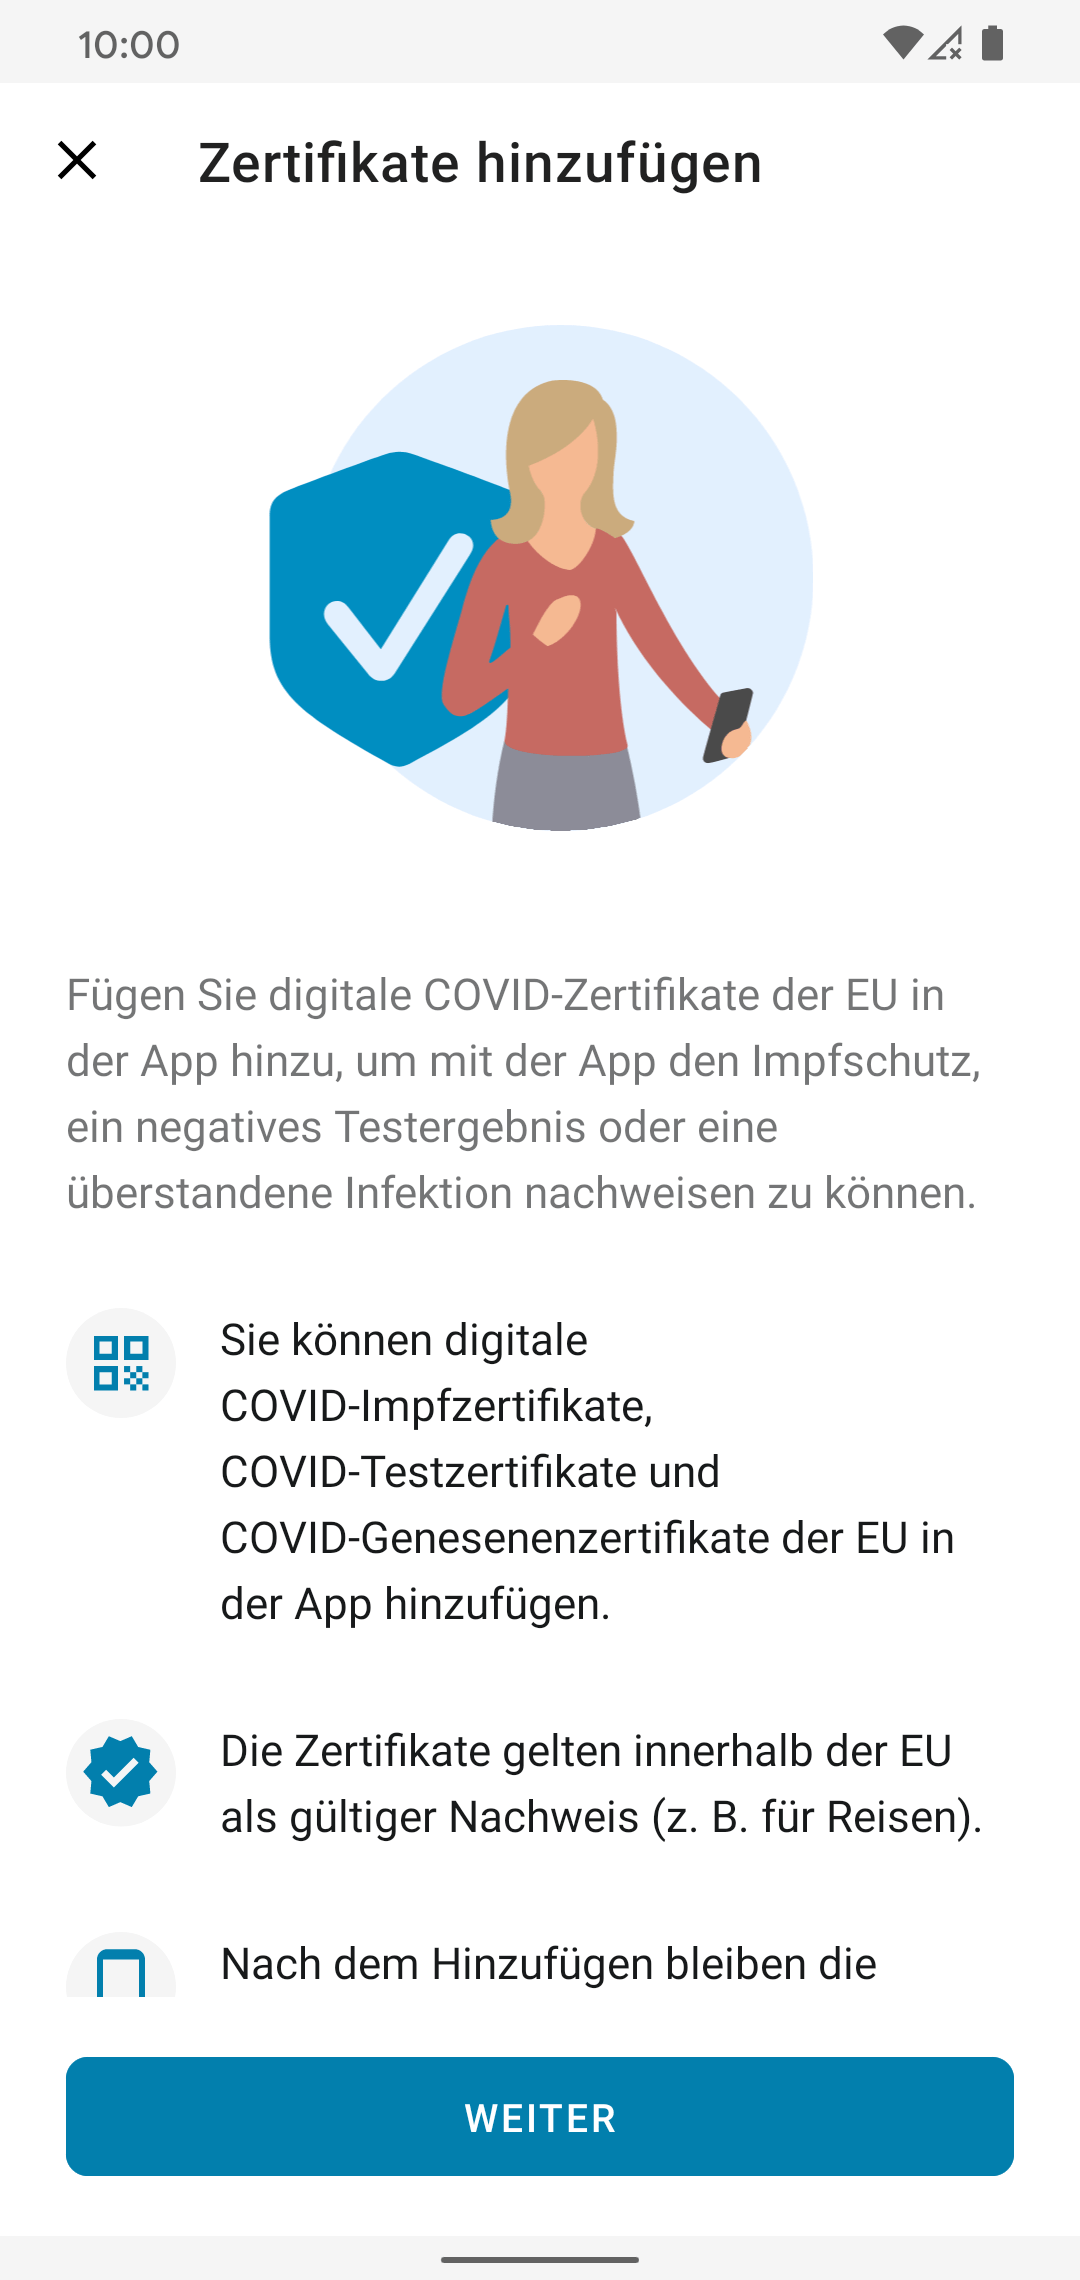 10:00
Zertifikate hinzufügen
Fügen Sie digitale COVID-Zertifikate der EU in
der App hinzu, um mit der App den Impfschutz,
ein negatives Testergebnis oder eine
überstandene Infektion nachweisen zu können.
Sie können digitale
COVID-Impfzertifikate,
COVID-Testzertifikate und
COVID-Genesenenzertifikate der EU in
der App hinzufügen.
Die Zertifikate gelten innerhalb der EU
als gültiger Nachweis (z. B. für Reisen).
Nach dem Hinzufügen bleiben die
WEITER